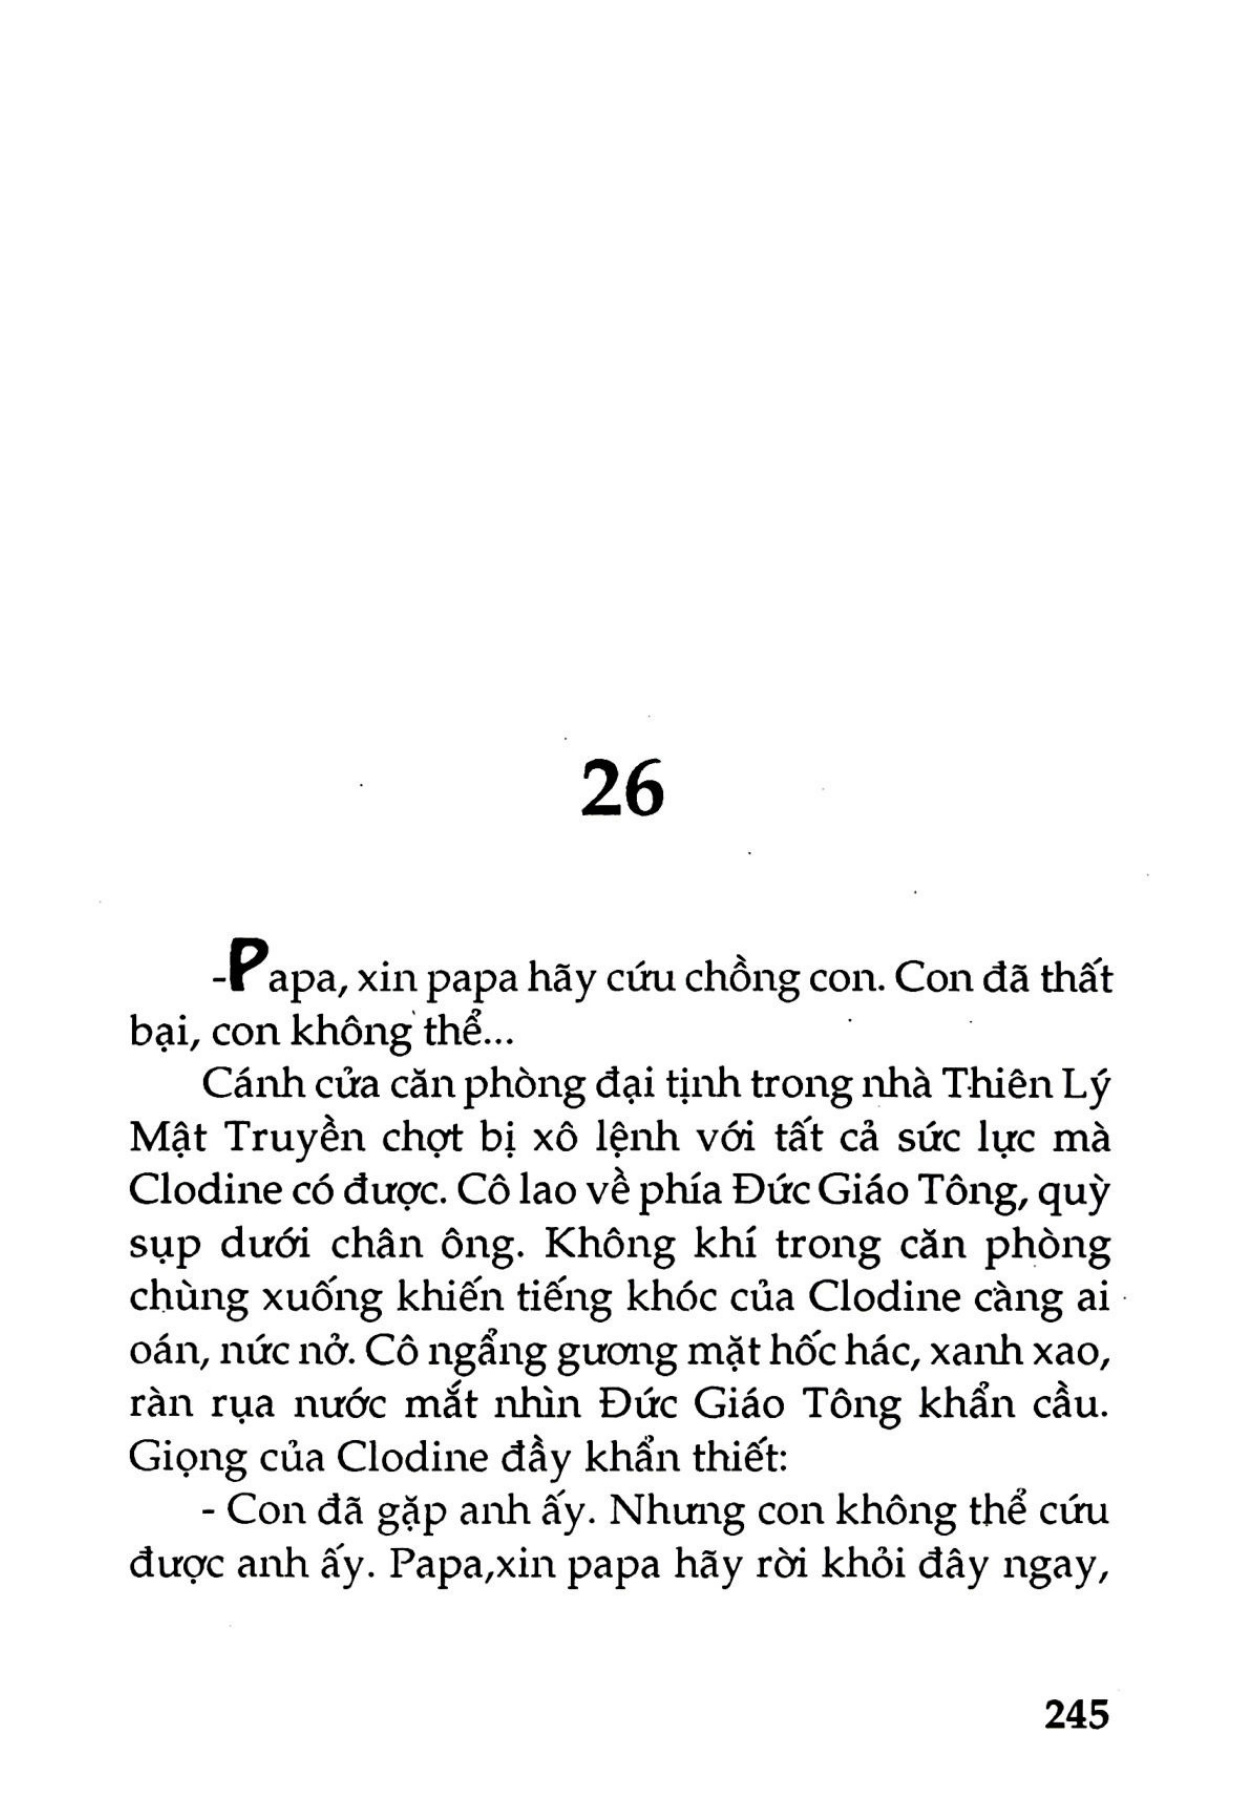 26
-Papa, xin papa hãy cứu chồng con. Con đã thất
bại, con không thể...
Cánh cửa căn phòng đại tịnh trong nhà Thiên Lý
Mật Truyền chợt bị xô lệnh với tất cả sức lực mà
Clodine có được. Cô lao về phía Đức Giáo Tông, quỳ
sụp dưới chân ông. Không khí trong căn phòng
chùng xuống khiến tiếng khóc của Clodine càng ai
oán, nức nở. Cô ngẩng gương mặt hốc hác, xanh xao,
ràn rụa nước mắt nhìn Đức Giáo Tông khẩn cầu.
Giọng của Clodine đầy khẩn thiết:
- Con đã gặp anh ấy. Nhưng con không thể cứu
được anh ấy. Papa,xin papa hãy rời khỏi đây ngay,
245